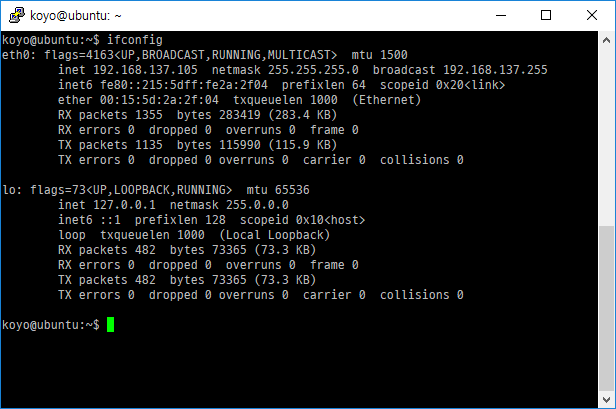 koyo@ubuntu: ~
koyo@ubuntu:~$ ifconfig
eth0: flags=4163<UP,BROADCAST,RUNNING,MULTICAST>  mtu 1500
        inet 192.168.137.105  netmask 255.255.255.0  broadcast 192.168.137.255
        inet6 fe80::215:5dff:fe2a:2f04  prefixlen 64  scopeid 0x20<link>
        ether 00:15:5d:2a:2f:04  txqueuelen 1000  (Ethernet)
        RX packets 1355  bytes 283419 (283.4 KB)
        RX errors 0  dropped 0  overruns 0  frame 0
        TX packets 1135  bytes 115990 (115.9 KB)
        TX errors 0  dropped 0 overruns 0  carrier 0  collisions 0

lo: flags=73<UP,LOOPBACK,RUNNING>  mtu 65536
        inet 127.0.0.1  netmask 255.0.0.0
        inet6 ::1  prefixlen 128  scopeid 0x10<host>
        loop  txqueuelen 1000  (Local Loopback)
        RX packets 482  bytes 73365 (73.3 KB)
        RX errors 0  dropped 0  overruns 0  frame 0
        TX packets 482  bytes 73365 (73.3 KB)
        TX errors 0  dropped 0 overruns 0  carrier 0  collisions 0

koyo@ubuntu:~$